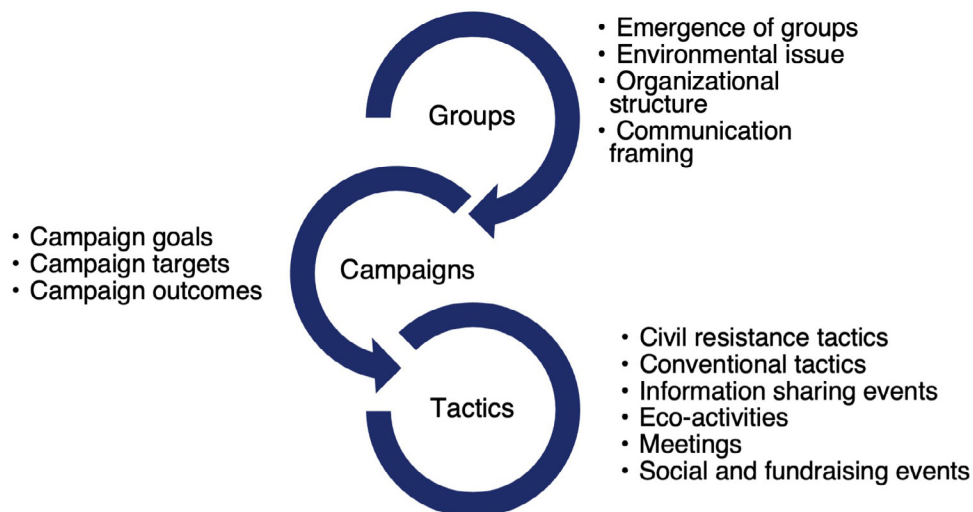 Groups
• Emergence of groups
• Environmental issue
• Organizational
structure
• Communication
framing
Campaigns
• Campaign goals
• Campaign targets
• Campaign outcomes
Tactics
• Civil resistance tactics
• Conventional tactics
• Information sharing events
• Eco-activities
• Meetings
• Social and fundraising events